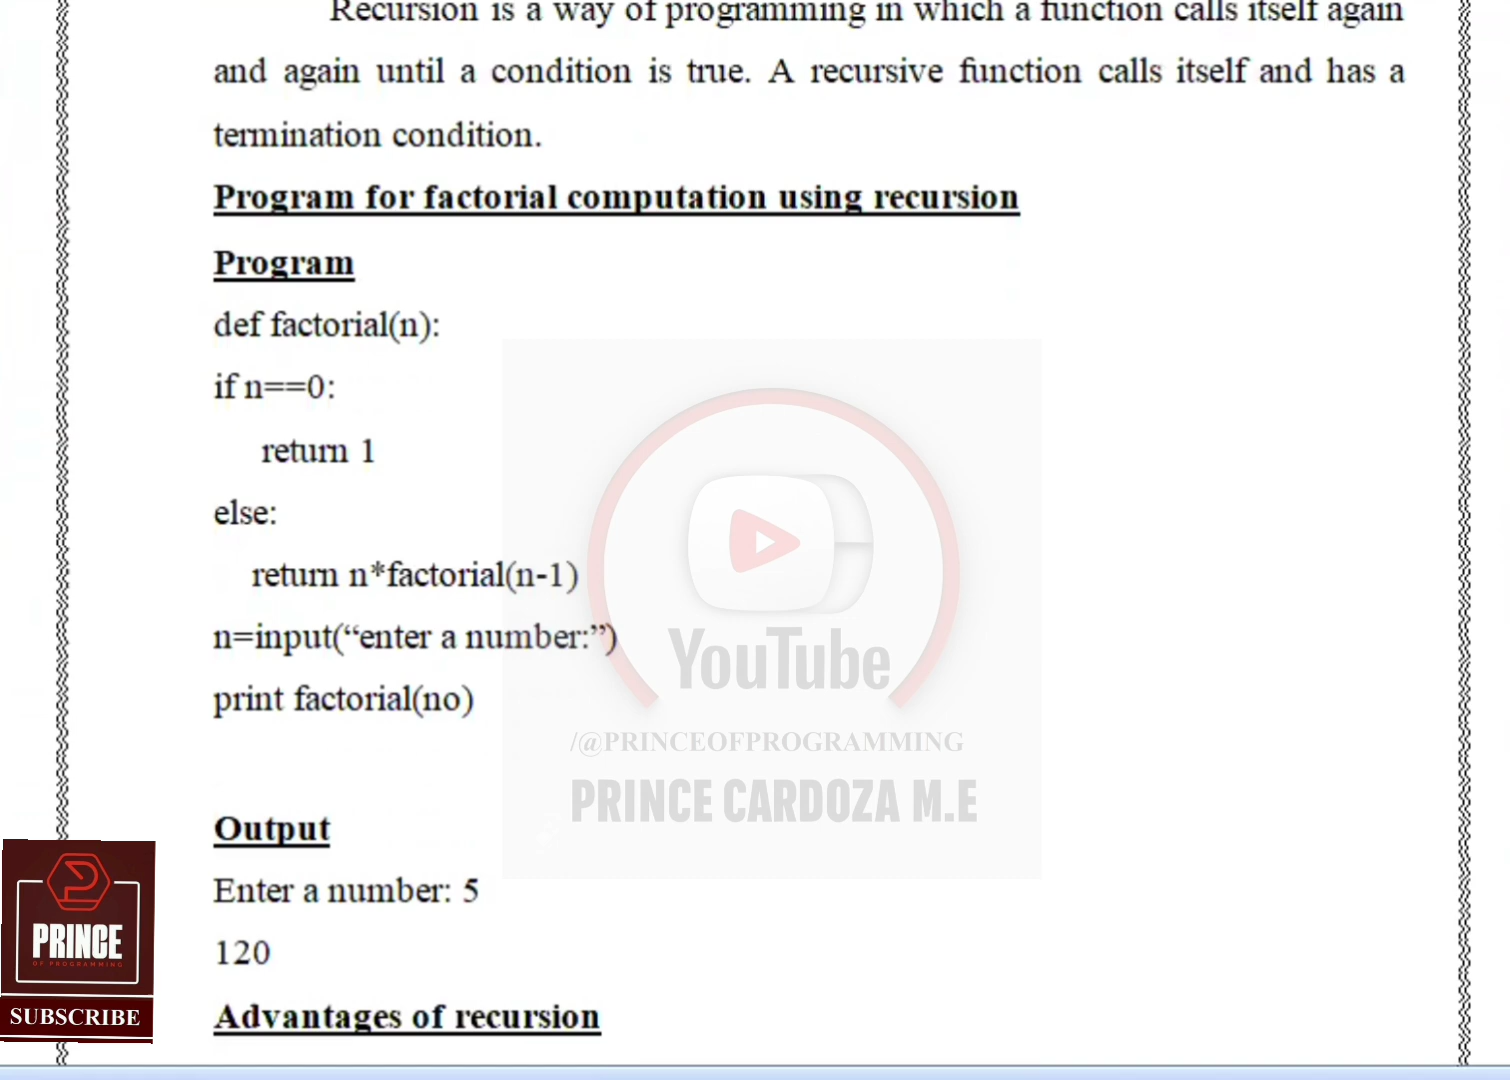 Recursion is a way of programming in which a function calls itself again
and again until a condition is true. A recursive function calls itself and has a
termination condition.
Program for factorial computation using recursion
Program
def factorial(n):
if n==0:
return 1
else:
return n*factorial(n-1)
n=input(“enter a number:”)
print factorial(no)
YouTube
/@PRINCEOFPROGRAMMING
PRINCE CARDOZA M.E
Output
Enter a number: 5
120
Advantages of recursion
PRINCE
OF PROGRAMMING
SUBSCRIBE